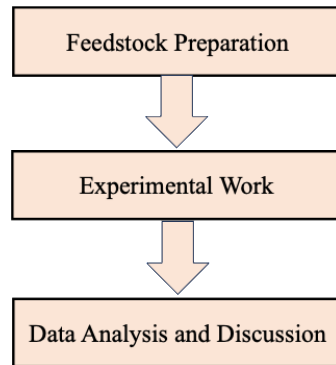 Feedstock Preparation
Experimental Work
Data Analysis and Discussion